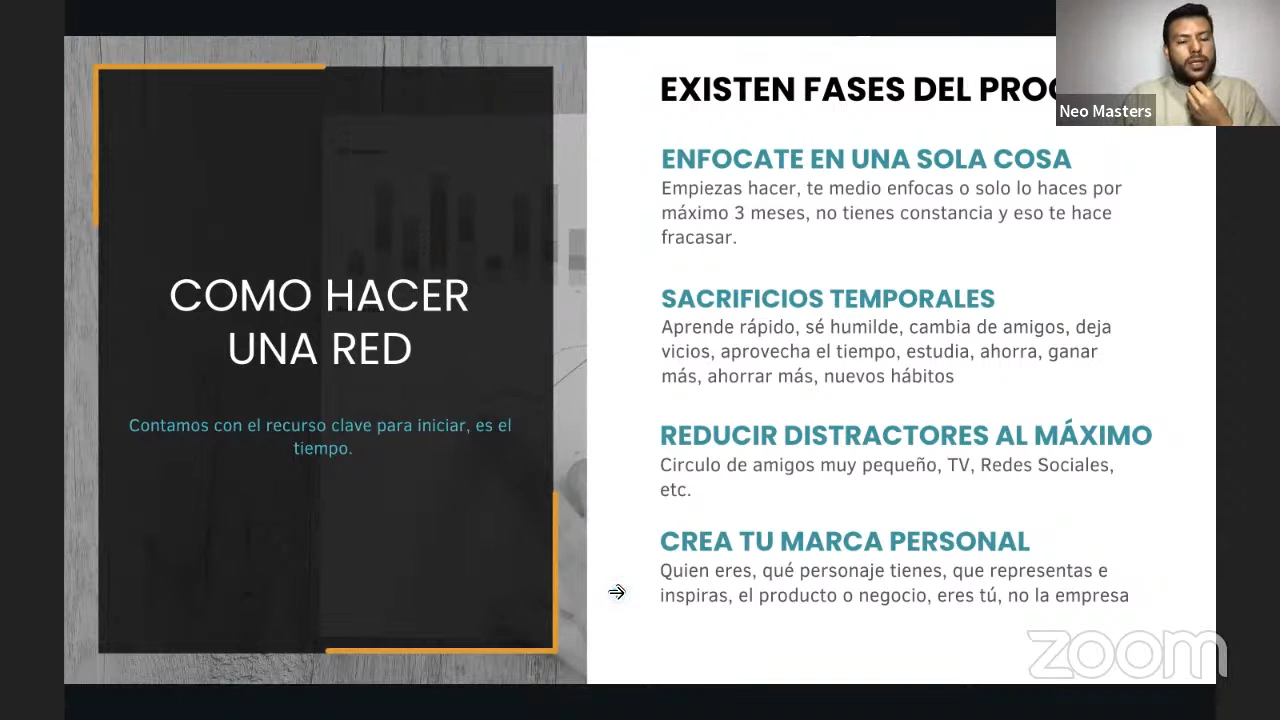 COMO HACER
UNA RED
Contamos con el recurso clave para iniciar, es el
tiempo.
EXISTEN FASES DEL
Neo Masters
ENFOCATE EN UNA SOLA COSA
Empiezas hacer, te medio enfocas o solo lo haces por
máximo 3 meses, no tienes constancia y eso te hace
fracasar.
SACRIFICIOS TEMPORALES
Aprende rápido, sé humilde, cambia de amigos, deja
vicios, aprovecha el tiempo, estudia, ahorra, ganar
más, ahorrar más, nuevos hábitos
REDUCIR DISTRACTORES AL MÁXIMO
Circulo de amigos muy pequeño, TV, Redes Sociales,
etc.
CREA TU MARCA PERSONAL
Quien eres, qué personaje tienes, que representas e
inspiras, el producto o negocio, eres tú, no la empresa
zoom